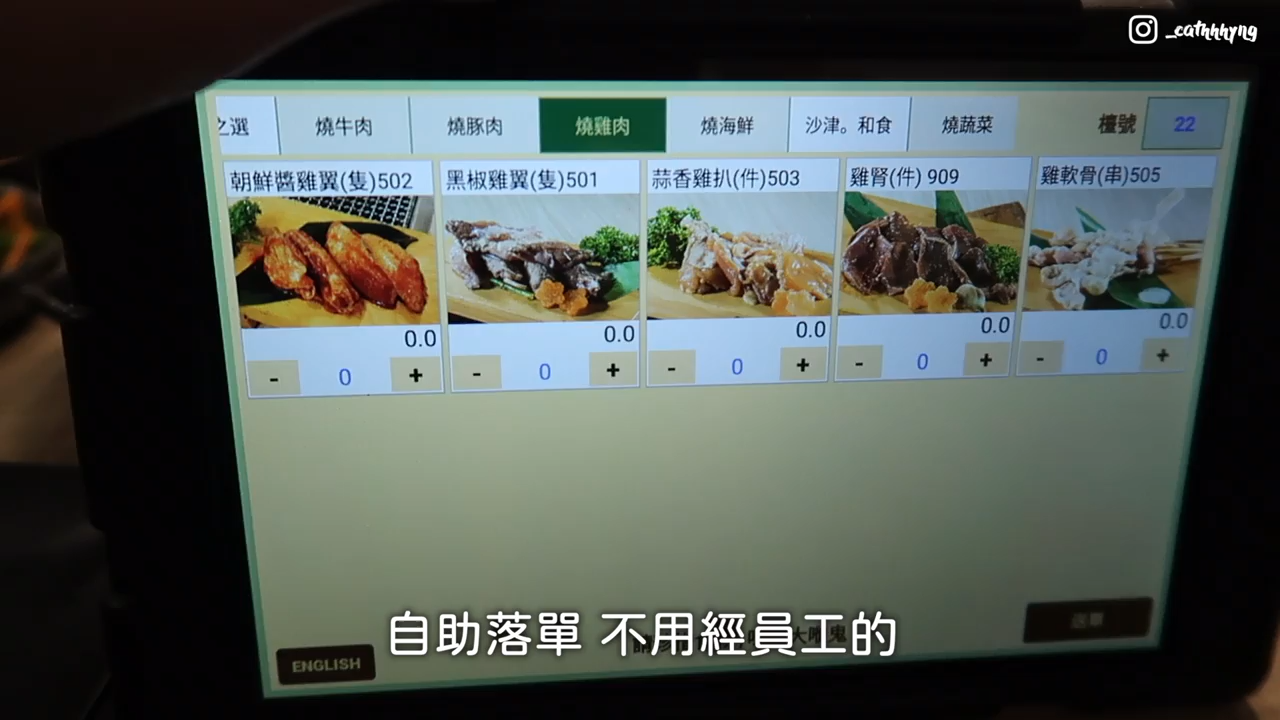 _cathhhyng
之選 燒牛肉 燒豚肉 燒雞肉 燒海鮮 沙津。和食 燒蔬菜 檯號 22
朝鮮醬雞翼(隻)502 黑椒雞翼(隻)501 蒜香雞扒(件)503 雞腎(件) 909 雞軟骨(串)505
0.0 0.0 0.0 0.0 0.0
- 0 + - 0 + - 0 + - 0 + - 0 +
自助落單 不用經員工的
ENGLISH